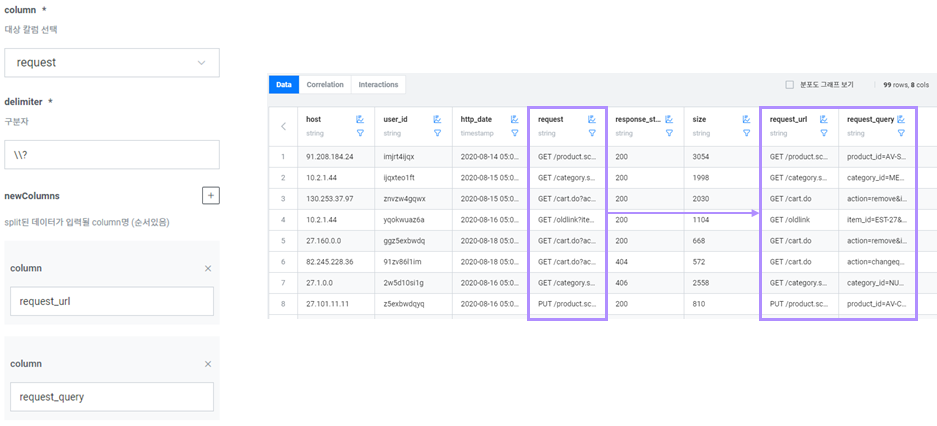 column *
대상 칼럼 선택
request
delimiter *
구분자
\\?
newColumns
+
split된 데이터가 입력될 column명 (순서있음)
column ×
request_url
column ×
request_query
Data Correlation Interactions 분포도 그래프 보기 99 rows, 8 cols
host user_id http_date request response_st... size request_url request_query
string string timestamp string string string string string
1 91.208.184.24 imjrt4ijqx 2020-08-14 05:0... GET /product.sc... 200 3054 GET /product.sc... product_id=AV-S...
2 10.2.1.44 ijqxteo1ft 2020-08-15 05:0... GET /category.s... 200 1998 GET /category.s... category_id=ME...
3 130.253.37.97 znvzw4gqwx 2020-08-15 05:0... GET /cart.do?ac... 200 2030 GET /cart.do action=remove&i...
4 10.2.1.44 yqokwuaz6a 2020-08-16 05:0... GET /oldlink?ite... 200 1104 GET /oldlink item_id=EST-27&...
5 27.160.0.0 ggz5exbwdq 2020-08-18 05:0... GET /cart.do?ac... 200 668 GET /cart.do action=remove&i...
6 82.245.228.36 91zv86l1im 2020-08-18 05:0... GET /cart.do?ac... 404 572 GET /cart.do action=changeq...
7 27.1.0.0 2w5d10si1g 2020-08-16 05:0... GET /category.s... 406 2558 GET /category.s... category_id=NU...
8 27.101.11.11 z5exbwdqyq 2020-08-16 05:0... PUT /product.sc... 200 810 PUT /product.sc... product_id=AV-C...